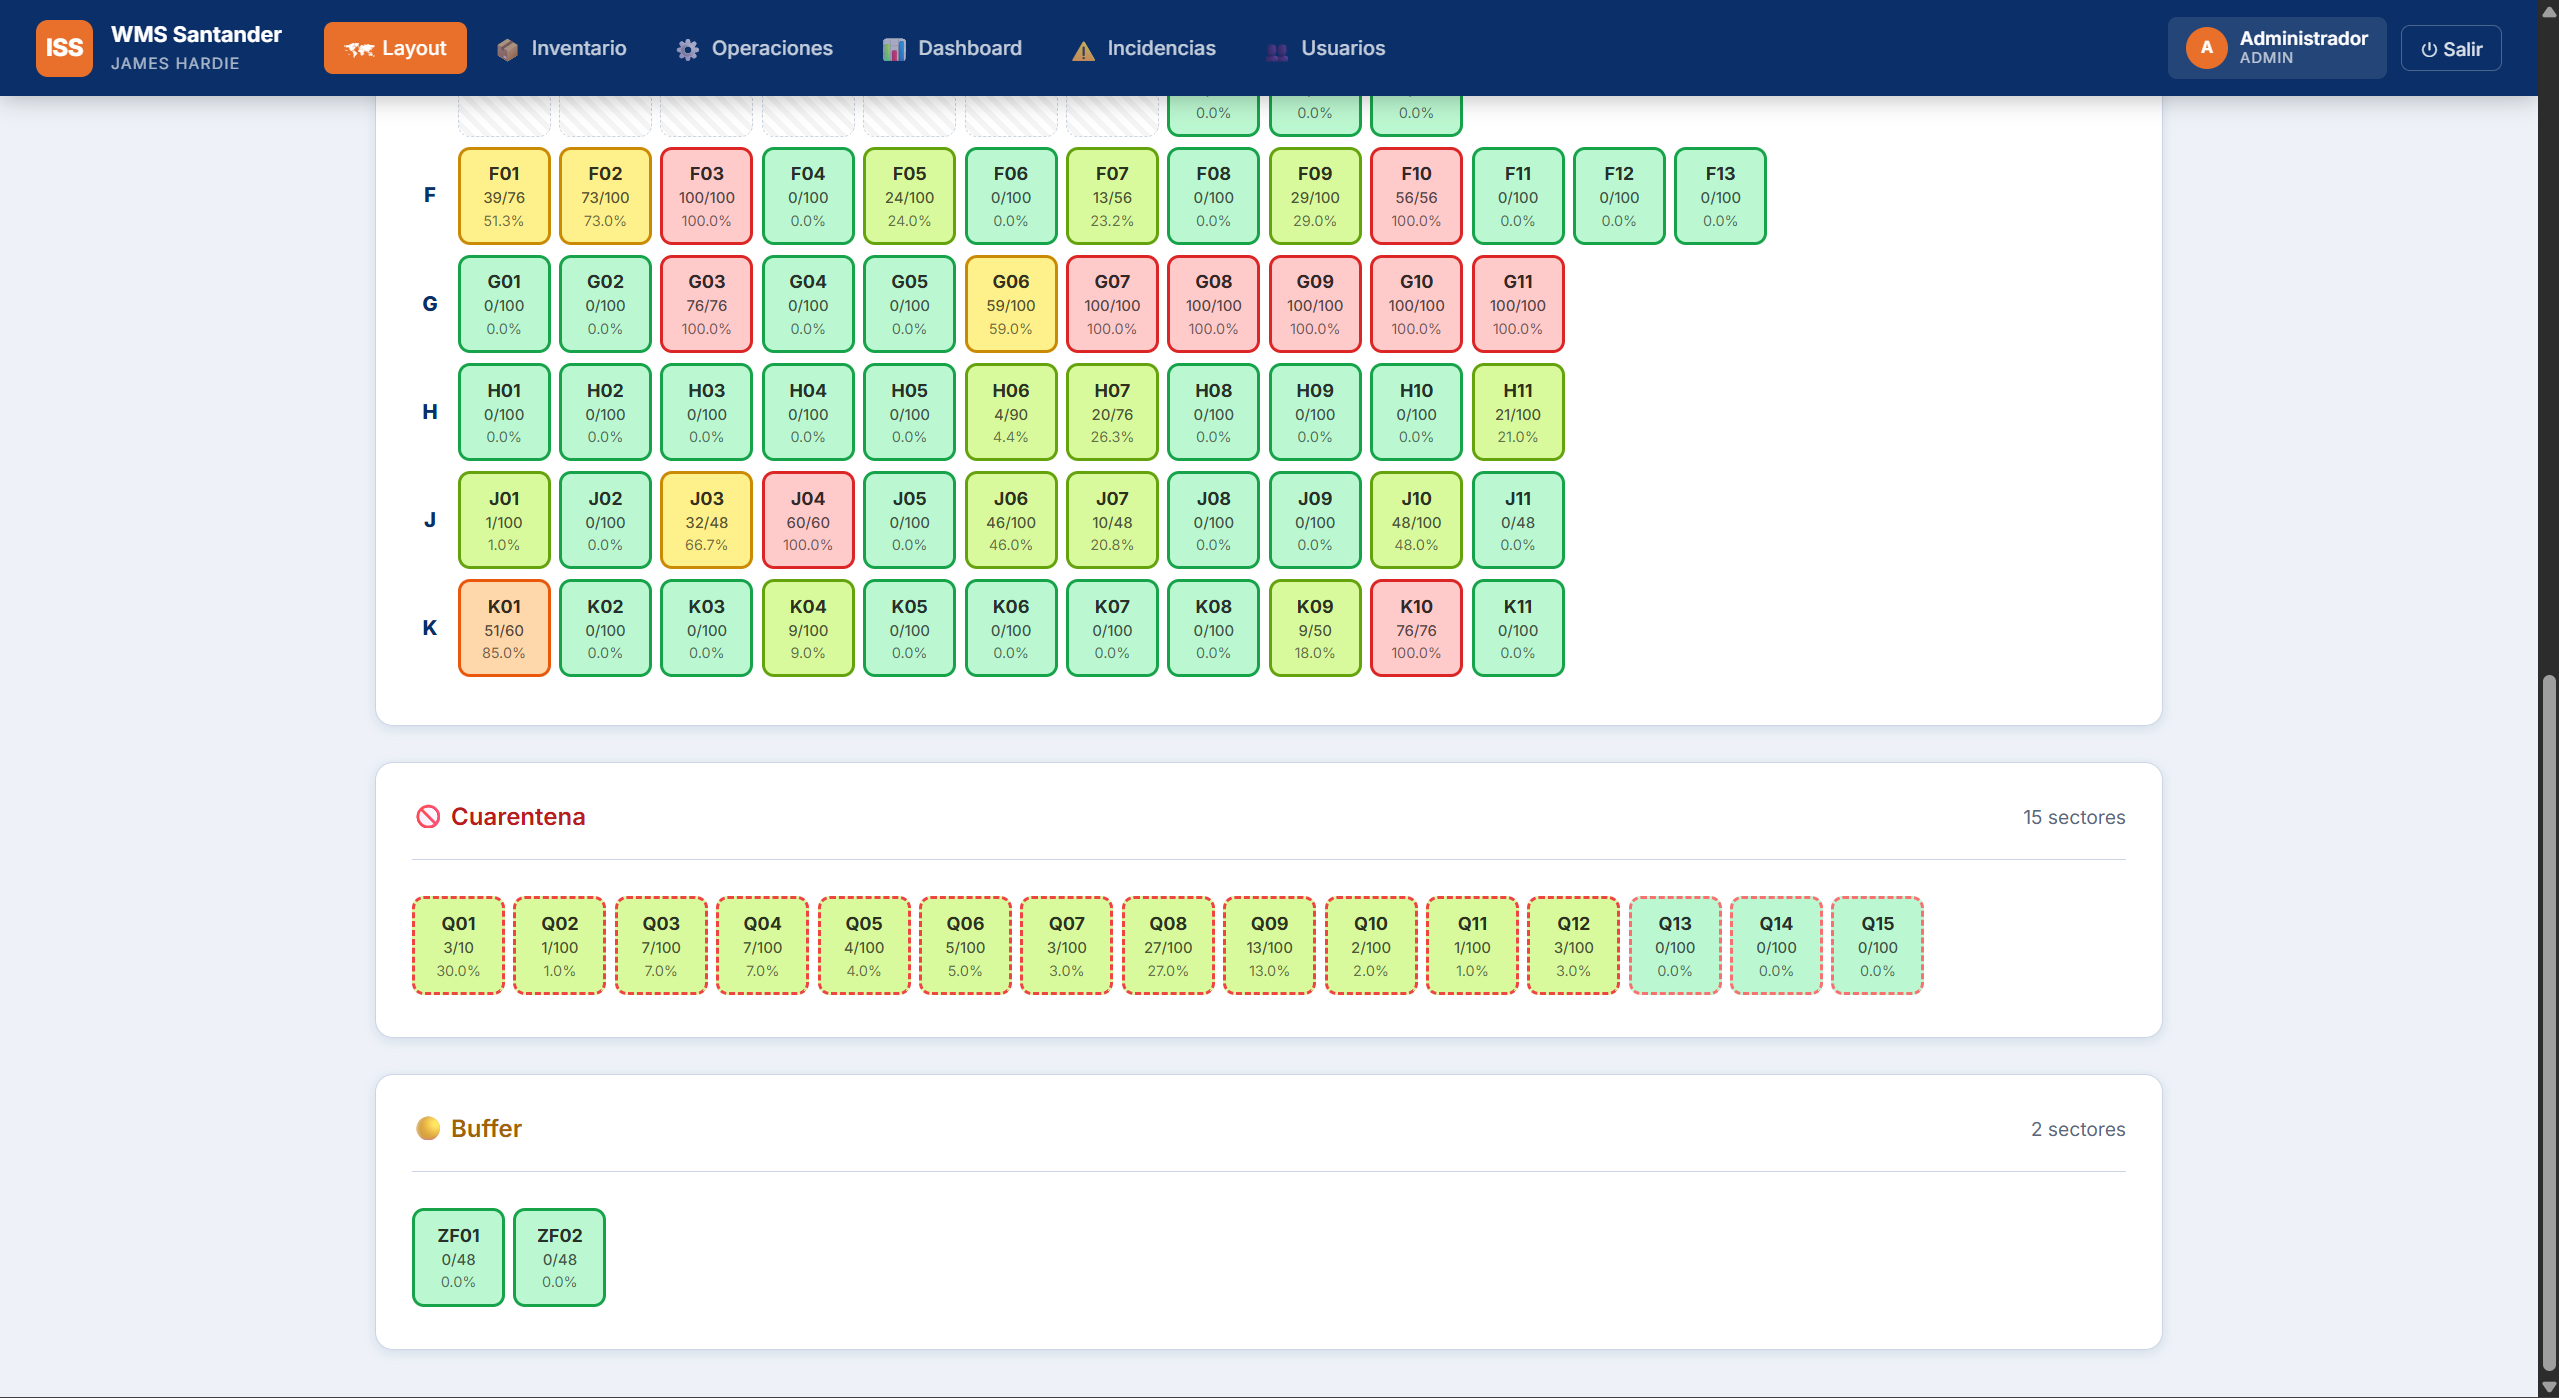 ISS
WMS Santander
JAMES HARDIE
Layout
Inventario
Operaciones
Dashboard
Incidencias
Usuarios
A
Administrador
ADMIN
Salir
0.0% 0.0% 0.0%
F
F01 F02 F03 F04 F05 F06 F07 F08 F09 F10 F11 F12 F13
39/76 73/100 100/100 0/100 24/100 0/100 13/56 0/100 29/100 56/56 0/100 0/100 0/100
51.3% 73.0% 100.0% 0.0% 24.0% 0.0% 23.2% 0.0% 29.0% 100.0% 0.0% 0.0% 0.0%
G
G01 G02 G03 G04 G05 G06 G07 G08 G09 G10 G11
0/100 0/100 76/76 0/100 0/100 59/100 100/100 100/100 100/100 100/100 100/100
0.0% 0.0% 100.0% 0.0% 0.0% 59.0% 100.0% 100.0% 100.0% 100.0% 100.0%
H
H01 H02 H03 H04 H05 H06 H07 H08 H09 H10 H11
0/100 0/100 0/100 0/100 0/100 4/90 20/76 0/100 0/100 0/100 21/100
0.0% 0.0% 0.0% 0.0% 0.0% 4.4% 26.3% 0.0% 0.0% 0.0% 21.0%
J
J01 J02 J03 J04 J05 J06 J07 J08 J09 J10 J11
1/100 0/100 32/48 60/60 0/100 46/100 10/48 0/100 0/100 48/100 0/48
1.0% 0.0% 66.7% 100.0% 0.0% 46.0% 20.8% 0.0% 0.0% 48.0% 0.0%
K
K01 K02 K03 K04 K05 K06 K07 K08 K09 K10 K11
51/60 0/100 0/100 9/100 0/100 0/100 0/100 0/100 9/50 76/76 0/100
85.0% 0.0% 0.0% 9.0% 0.0% 0.0% 0.0% 0.0% 18.0% 100.0% 0.0%
Cuarentena
15 sectores
Q01 Q02 Q03 Q04 Q05 Q06 Q07 Q08 Q09 Q10 Q11 Q12 Q13 Q14 Q15
3/10 1/100 7/100 7/100 4/100 5/100 3/100 27/100 13/100 2/100 1/100 3/100 0/100 0/100 0/100
30.0% 1.0% 7.0% 7.0% 4.0% 5.0% 3.0% 27.0% 13.0% 2.0% 1.0% 3.0% 0.0% 0.0% 0.0%
Buffer
2 sectores
ZF01 ZF02
0/48 0/48
0.0% 0.0%